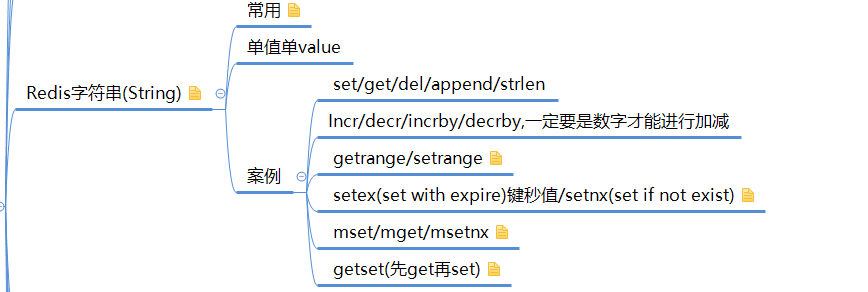 常用
单值单value
Redis字符串(String)
set/get/del/append/strlen
Incr/decr/incrby/decrby,一定要是数字才能进行加减
getrange/setrange
案例
setex(set with expire)键秒值/setnx(set if not exist)
mset/mget/msetnx
getset(先get再set)